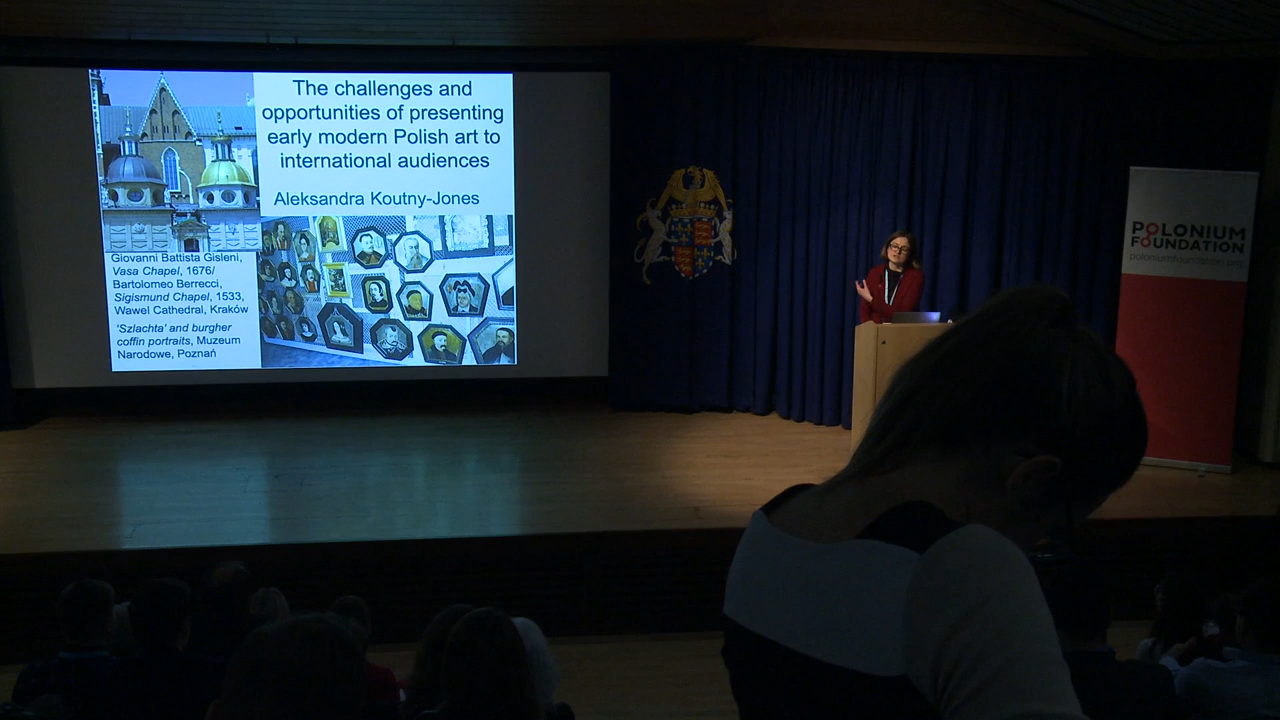 The challenges and
opportunities of presenting
early modern Polish art to
international audiences
Aleksandra Koutny-Jones
Giovanni Battista Gisleni,
Vasa Chapel, 1676/
Bartolomeo Berrecci,
Sigismund Chapel, 1533,
Wawel Cathedral, Kraków
'Szlachta' and burgher
coffin portraits, Muzeum
Narodowe, Poznań
POLONIUM
FOUNDATION
poloniumfoundation.org